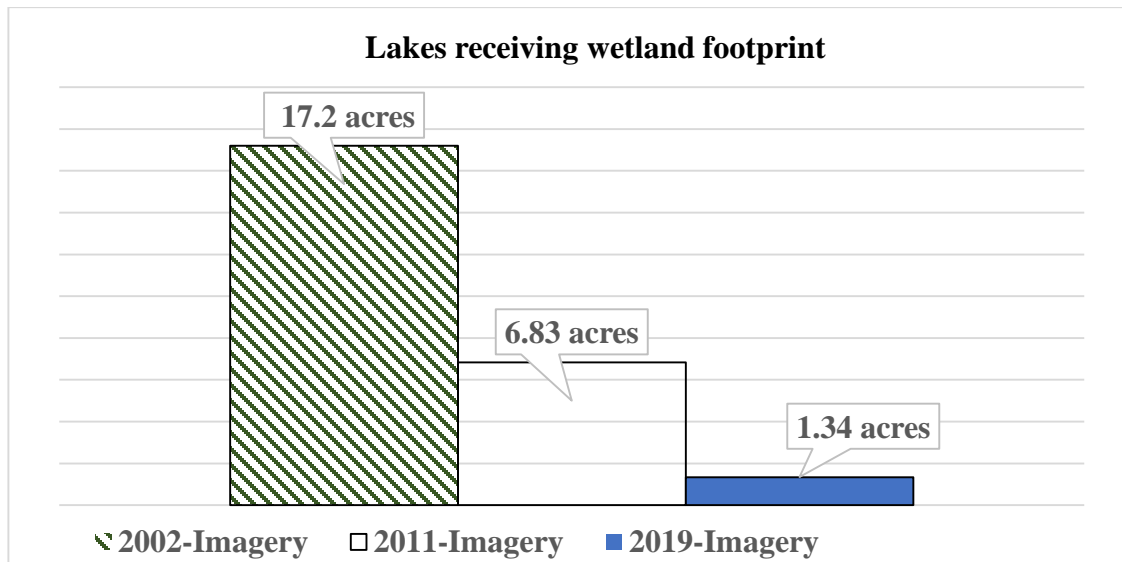 Lakes receiving wetland footprint
17.2 acres
6.83 acres
1.34 acres
2002-Imagery 2011-Imagery 2019-Imagery